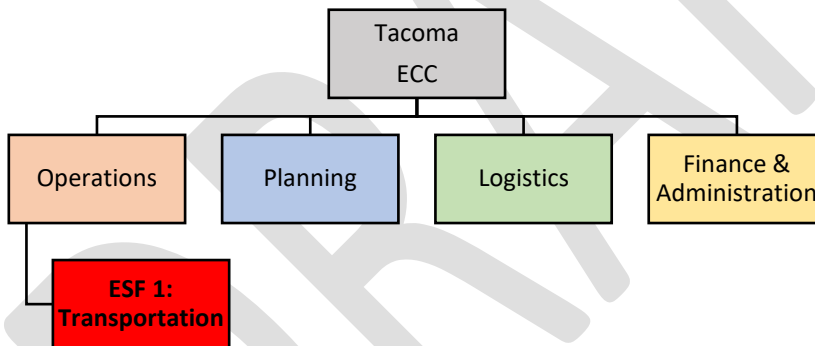 Tacoma
ECC
Operations
Planning
Logistics
Finance &
Administration
ESF 1:
Transportation